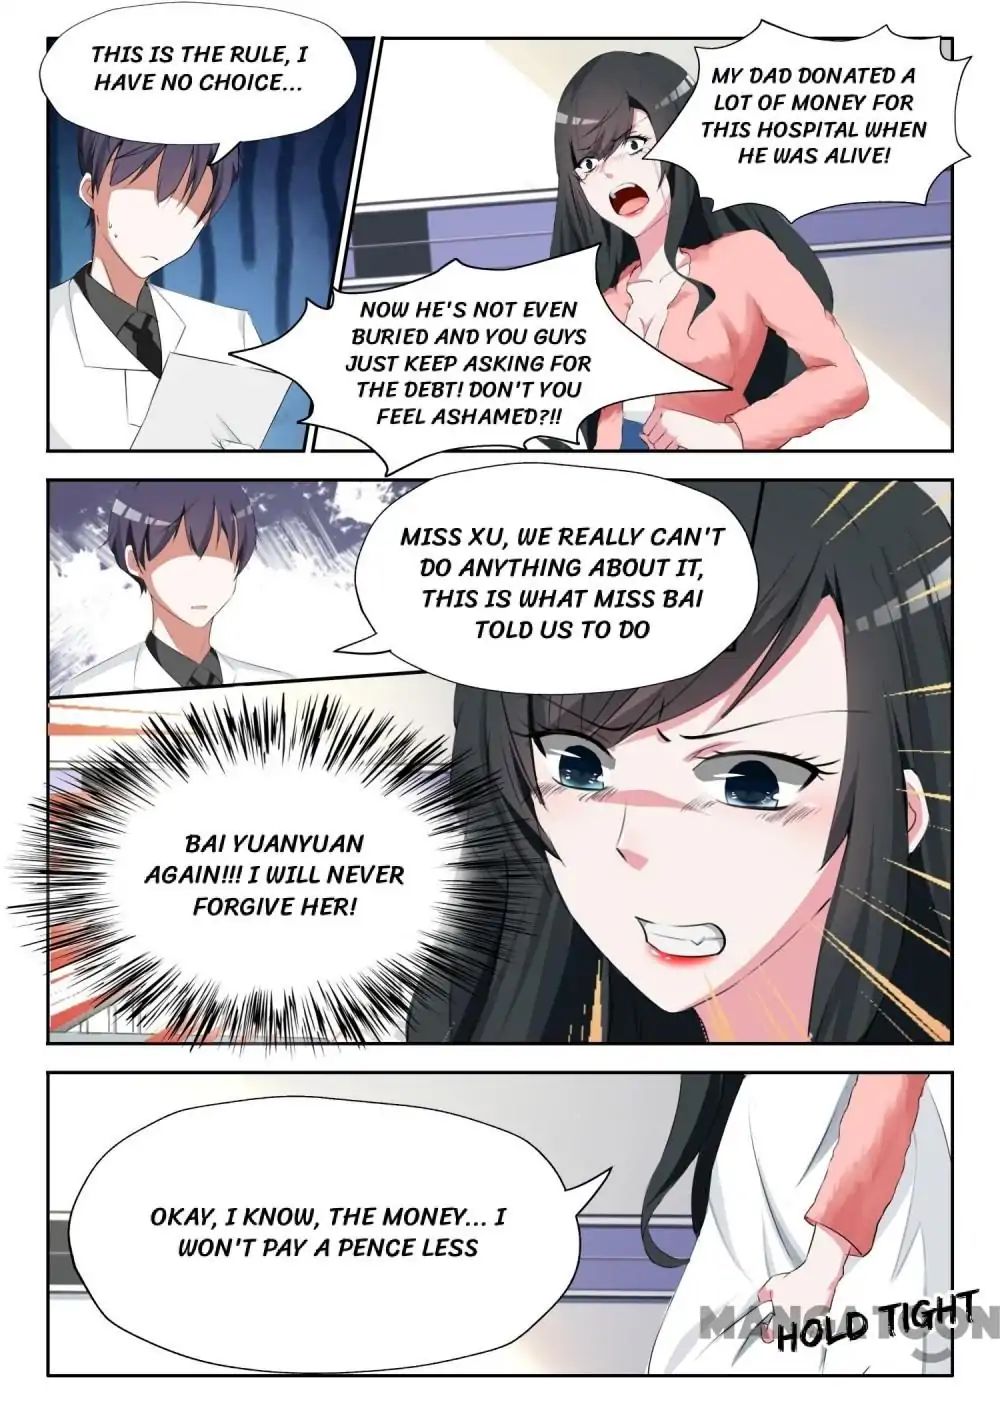 THIS IS THE RULE, I
HAVE NO CHOICE...
MY DAD DONATED A
LOT OF MONEY FOR
THIS HOSPITAL WHEN
HE WAS ALIVE!
NOW HE'S NOT EVEN
BURIED AND YOU GUYS
JUST KEEP ASKING FOR
THE DEBT! DON'T YOU
FEEL ASHAMED?!!
MISS XU, WE REALLY CAN'T
DO ANYTHING ABOUT IT,
THIS IS WHAT MISS BAI
TOLD US TO DO
BAI YUANYUAN
AGAIN!!! I WILL NEVER
FORGIVE HER!
OKAY, I KNOW, THE MONEY... I
WON'T PAY A PENCE LESS
HOLD TIGHT
MANGATOON